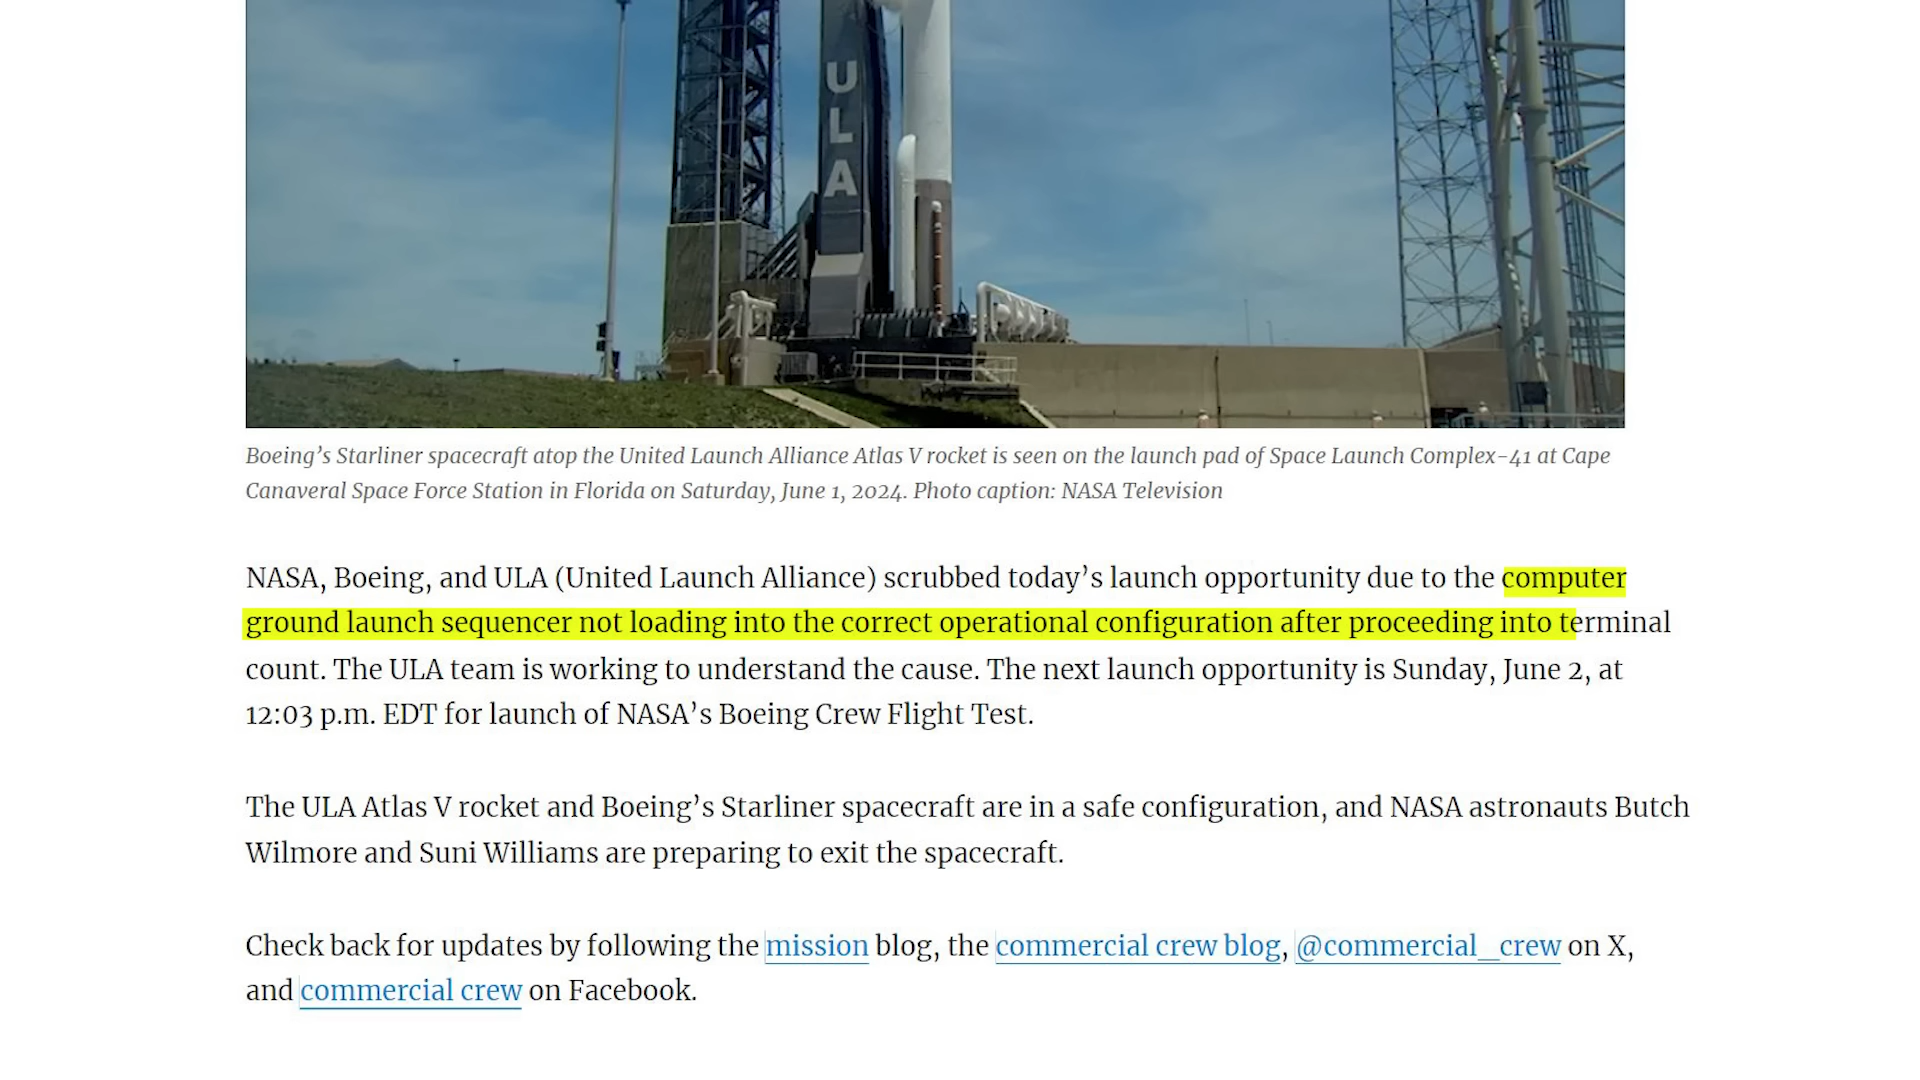 ULA
Boeing’s Starliner spacecraft atop the United Launch Alliance Atlas V rocket is seen on the launch pad of Space Launch Complex-41 at Cape
Canaveral Space Force Station in Florida on Saturday, June 1, 2024. Photo caption: NASA Television
NASA, Boeing, and ULA (United Launch Alliance) scrubbed today’s launch opportunity due to the computer
ground launch sequencer not loading into the correct operational configuration after proceeding into terminal
count. The ULA team is working to understand the cause. The next launch opportunity is Sunday, June 2, at
12:03 p.m. EDT for launch of NASA’s Boeing Crew Flight Test.
The ULA Atlas V rocket and Boeing’s Starliner spacecraft are in a safe configuration, and NASA astronauts Butch
Wilmore and Suni Williams are preparing to exit the spacecraft.
Check back for updates by following the mission blog, the commercial crew blog, @commercial_crew on X,
and commercial crew on Facebook.